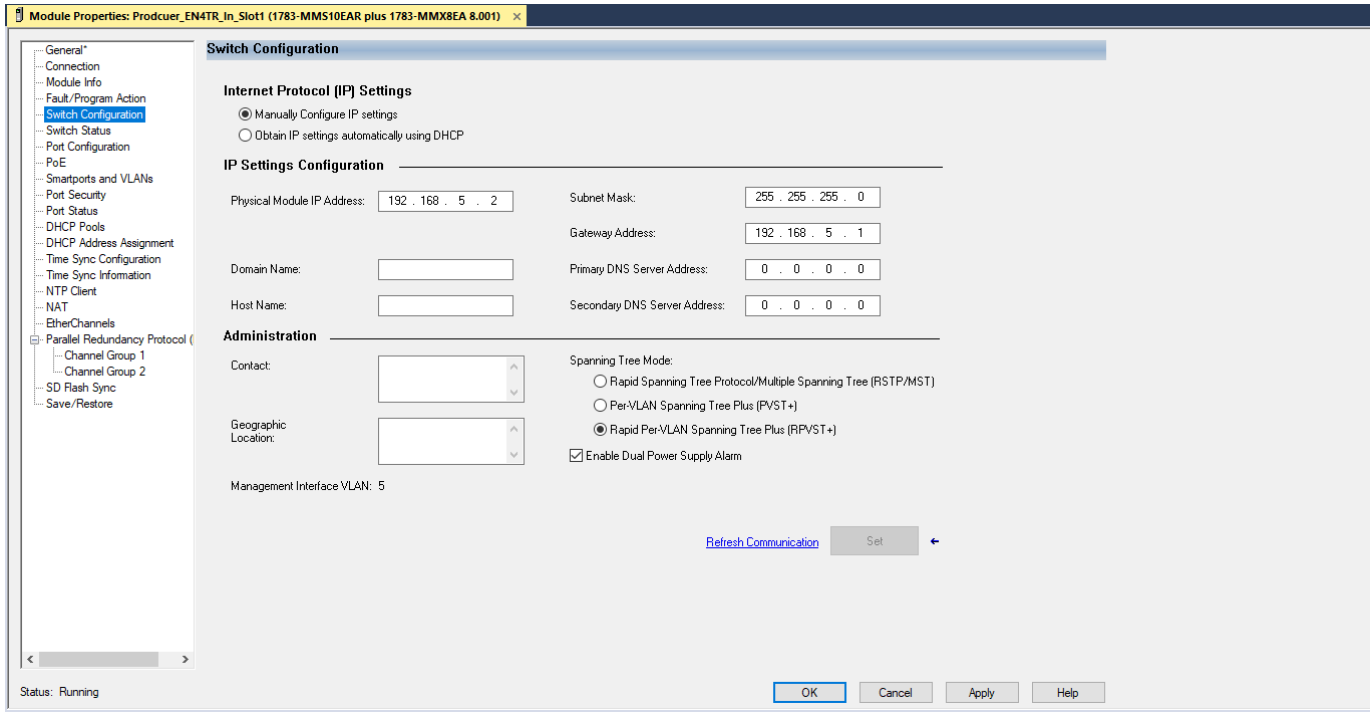 Module Properties: Prodcuer_EN4TR_In_Slot1 (1783-MMS10EAR plus 1783-MMX8EA 8.001) ×
General*
Connection
Module Info
Fault/Program Action
Switch Configuration
Switch Status
Port Configuration
PoE
Smartports and VLANs
Port Security
Port Status
DHCP Pools
DHCP Address Assignment
Time Sync Configuration
Time Sync Information
NTP Client
NAT
EtherChannels
Parallel Redundancy Protocol (
Channel Group 1
Channel Group 2
SD Flash Sync
Save/Restore
Switch Configuration
Internet Protocol (IP) Settings
Manually Configure IP settings
Obtain IP settings automatically using DHCP
IP Settings Configuration
Physical Module IP Address: 192 . 168 . 5 . 2
Subnet Mask: 255 . 255 . 255 . 0
Gateway Address: 192 . 168 . 5 . 1
Domain Name:
Primary DNS Server Address: 0 . 0 . 0 . 0
Host Name:
Secondary DNS Server Address: 0 . 0 . 0 . 0
Administration
Contact:
Spanning Tree Mode:
Rapid Spanning Tree Protocol/Multiple Spanning Tree (RSTP/MST)
Per-VLAN Spanning Tree Plus (PVST+)
Geographic
Location:
Rapid Per-VLAN Spanning Tree Plus (RPVST+)
Enable Dual Power Supply Alarm
Management Interface VLAN: 5
Refresh Communication Set
Status: Running
OK Cancel Apply Help